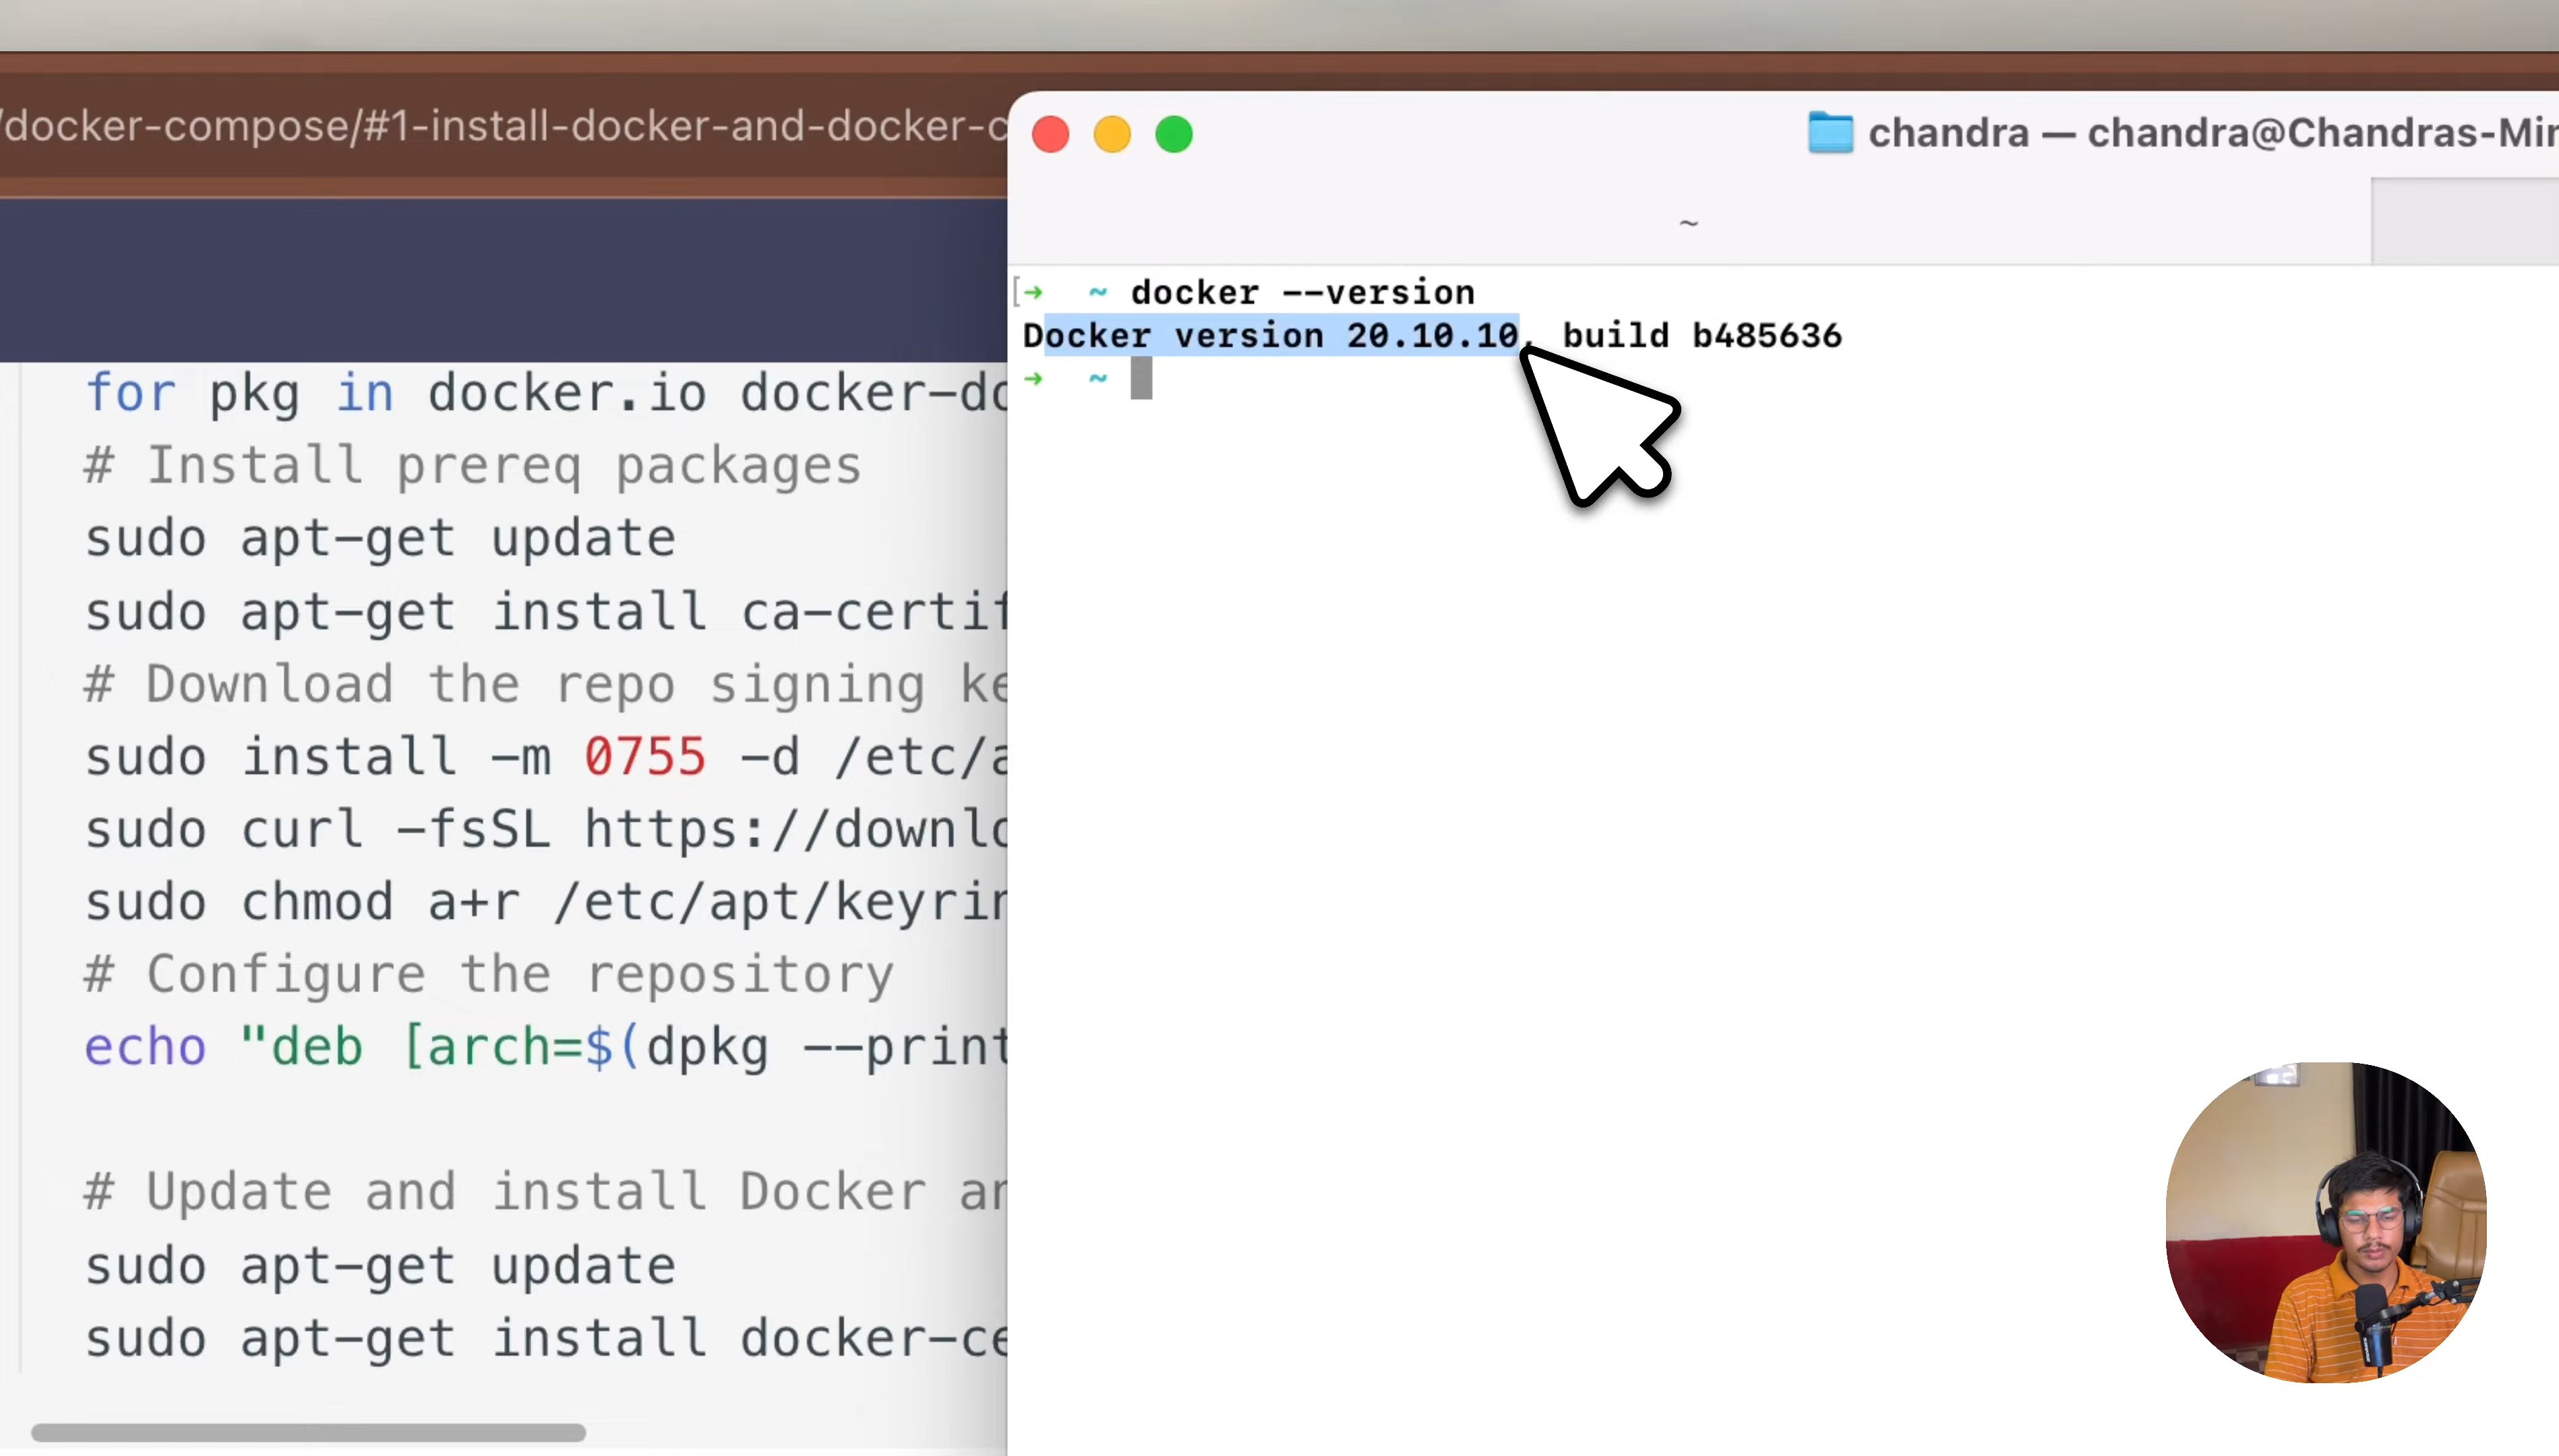 /docker-compose/#1-install-docker-and-docker-c
for pkg in docker.io docker-dc
# Install prereq packages
sudo apt-get update
sudo apt-get install ca-certif
# Download the repo signing ke
sudo install -m 0755 -d /etc/a
sudo curl -fsSL https://downlo
sudo chmod a+r /etc/apt/keyrin
# Configure the repository
echo "deb [arch=$(dpkg --print
# Update and install Docker an
sudo apt-get update
sudo apt-get install docker-ce
chandra — chandra@Chandras-Min
~
[➜ ~ docker --version
Docker version 20.10.10, build b485636
➜ ~